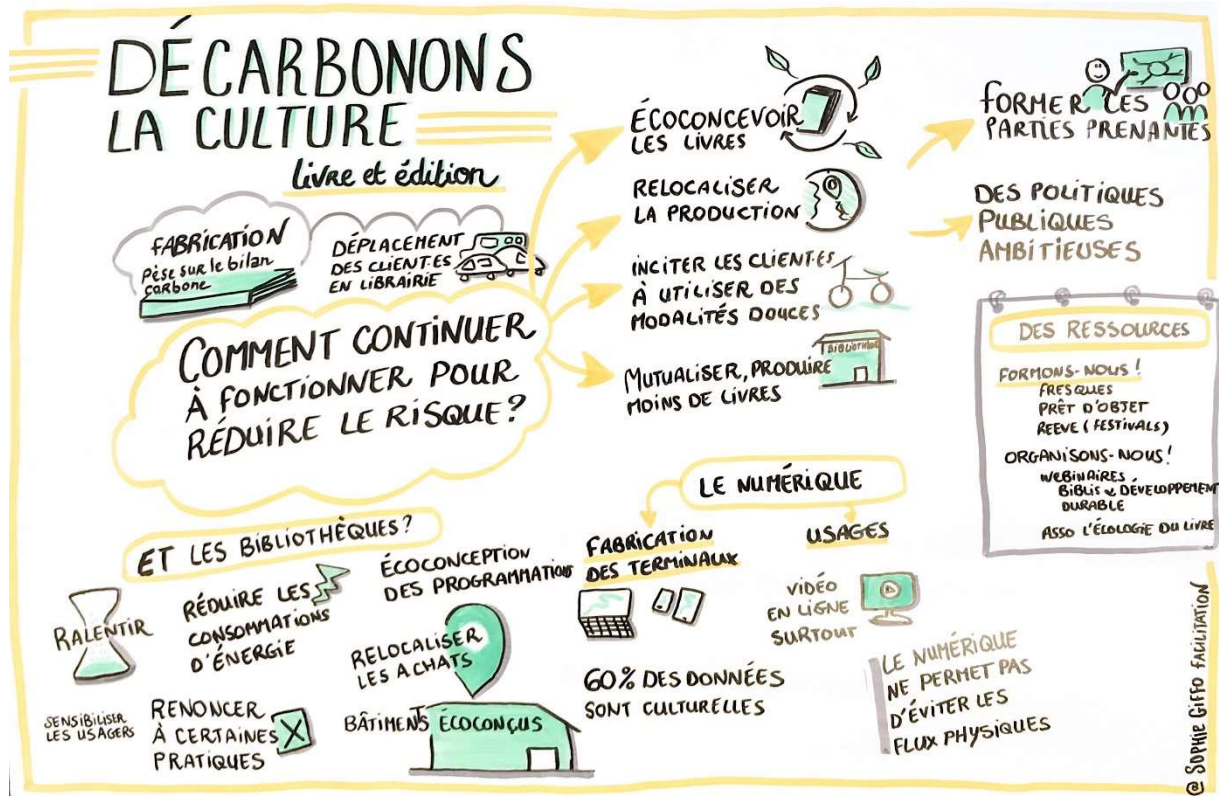 DÉCARBONONS
LA CULTURE
livre et édition
FABRICATION
Pèse sur le bilan
carbone
DÉPLACEMENT
DES CLIENT·ES
EN LIBRAIRIE
COMMENT CONTINUER
À FONCTIONNER POUR
RÉDUIRE LE RISQUE?
ÉCOCONCEVOIR
LES LIVRES
RELOCALISER
LA PRODUCTION
INCITER LES CLIENT·ES
À UTILISER DES
MODALITÉS DOUCES
MUTUALISER, PRODUIRE
MOINS DE LIVRES
BIBLIOTHÈQUE
FORMER LES
PARTIES PRENANTES
DES POLITIQUES
PUBLIQUES
AMBITIEUSES
DES RESSOURCES
FORMONS-NOUS!
FRESQUES
PRÊT D'OBJET
REEVE (FESTIVALS)
ORGANISONS-NOUS!
WEBINAIRES
BIBLIS & DÉVELOPPEMENT
DURABLE
ASSO L'ÉCOLOGIE DU LIVRE
ET LES BIBLIOTHÈQUES?
RALENTIR
RÉDUIRE LES
CONSOMMATIONS
D'ÉNERGIE
ÉCOCONCEPTION
DES PROGRAMMATIONS
RELOCALISER
LES ACHATS
SENSIBILISER
LES USAGERS
RENONCER
À CERTAINES
PRATIQUES
BÂTIMENTS ÉCOCONÇUS
LE NUMÉRIQUE
FABRICATION
DES TERMINAUX
USAGES
VIDÉO
EN LIGNE
SURTOUT
60% DES DONNÉES
SONT CULTURELLES
LE NUMÉRIQUE
NE PERMET PAS
D'ÉVITER LES
FLUX PHYSIQUES
@ SOPHIE GIFFO FACILITATION